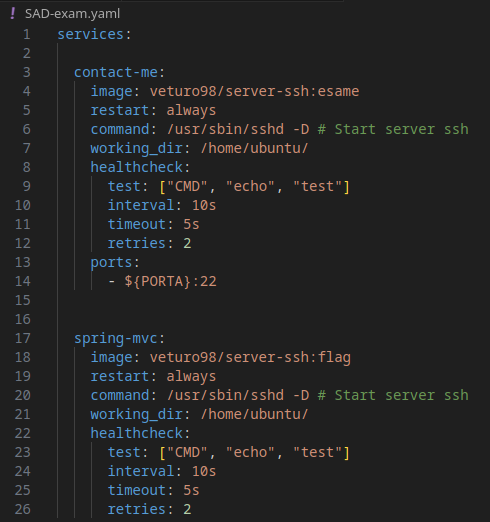 ! SAD-exam.yaml
1 services:
2
3   contact-me:
4     image: veturo98/server-ssh:esame
5     restart: always
6     command: /usr/sbin/sshd -D # Start server ssh
7     working_dir: /home/ubuntu/
8     healthcheck:
9       test: ["CMD", "echo", "test"]
10       interval: 10s
11       timeout: 5s
12       retries: 2
13     ports:
14       - ${PORTA}:22
15
16
17   spring-mvc:
18     image: veturo98/server-ssh:flag
19     restart: always
20     command: /usr/sbin/sshd -D # Start server ssh
21     working_dir: /home/ubuntu/
22     healthcheck:
23       test: ["CMD", "echo", "test"]
24       interval: 10s
25       timeout: 5s
26       retries: 2